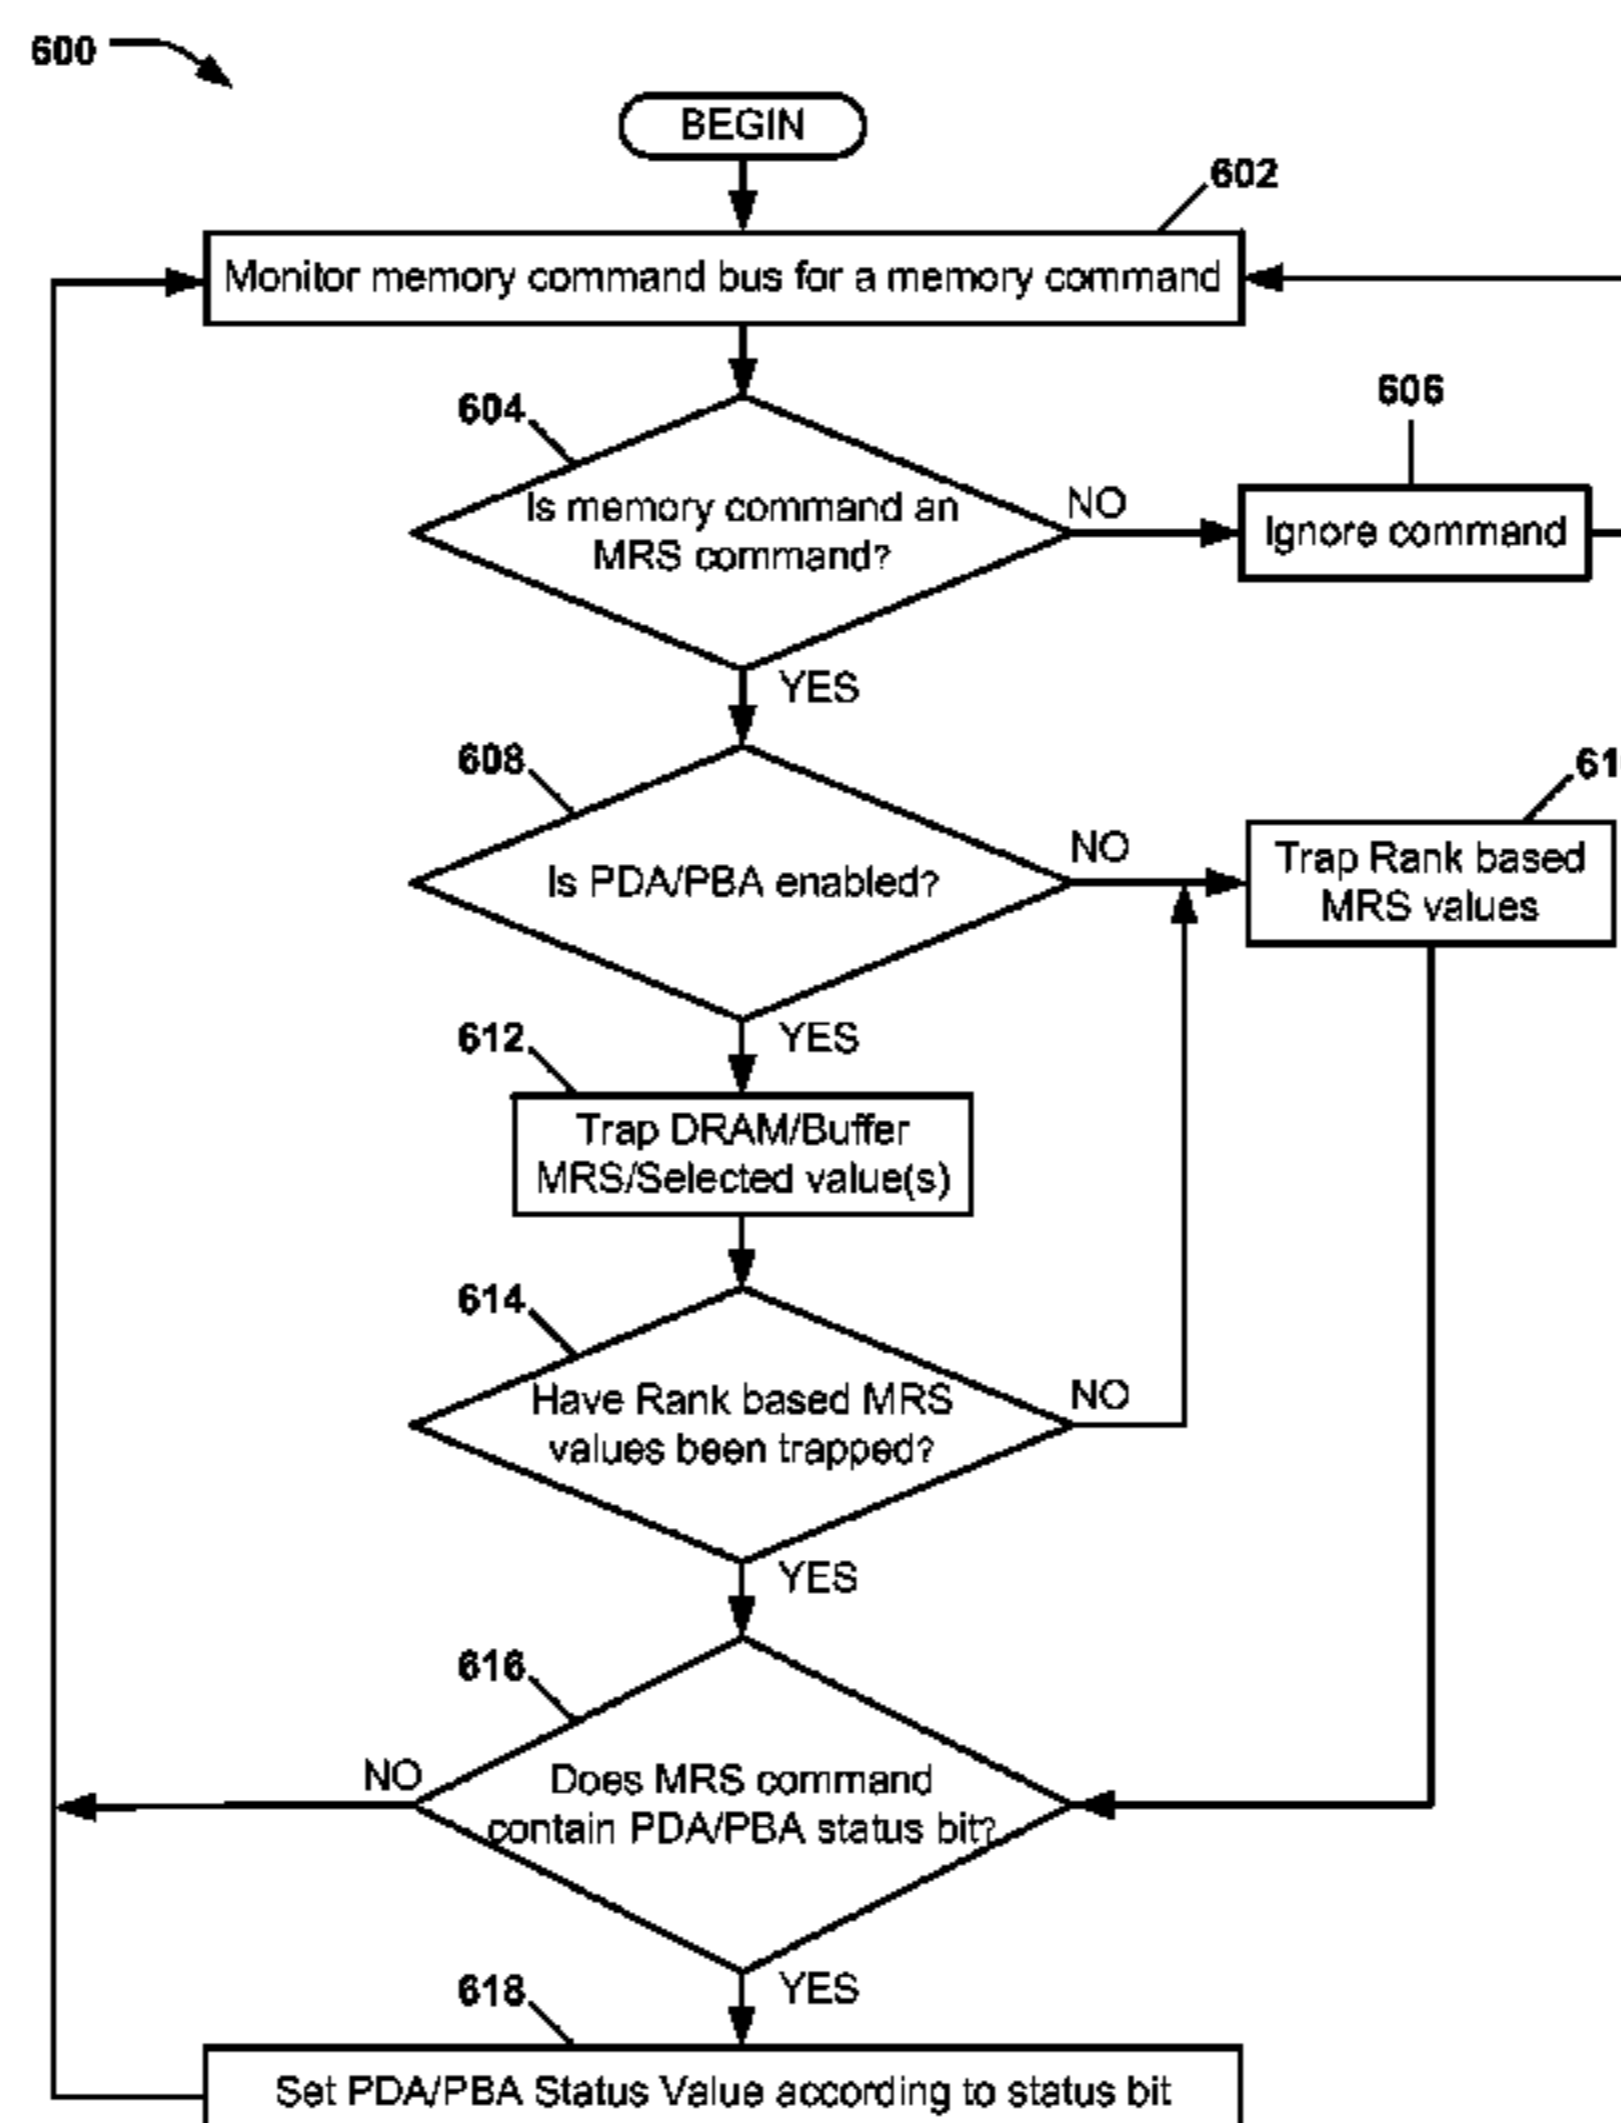 600
BEGIN
602
Monitor memory command bus for a memory command
604
606
Is memory command an
MRS command?
NO
Ignore command
YES
608
61
Is PDA/PBA enabled?
NO
Trap Rank based
MRS values
YES
612
Trap DRAM/Buffer
MRS/Selected value(s)
614
Have Rank based MRS
values been trapped?
NO
YES
616
NO
Does MRS command
contain PDA/PBA status bit?
YES
618
Set PDA/PBA Status Value according to status bit